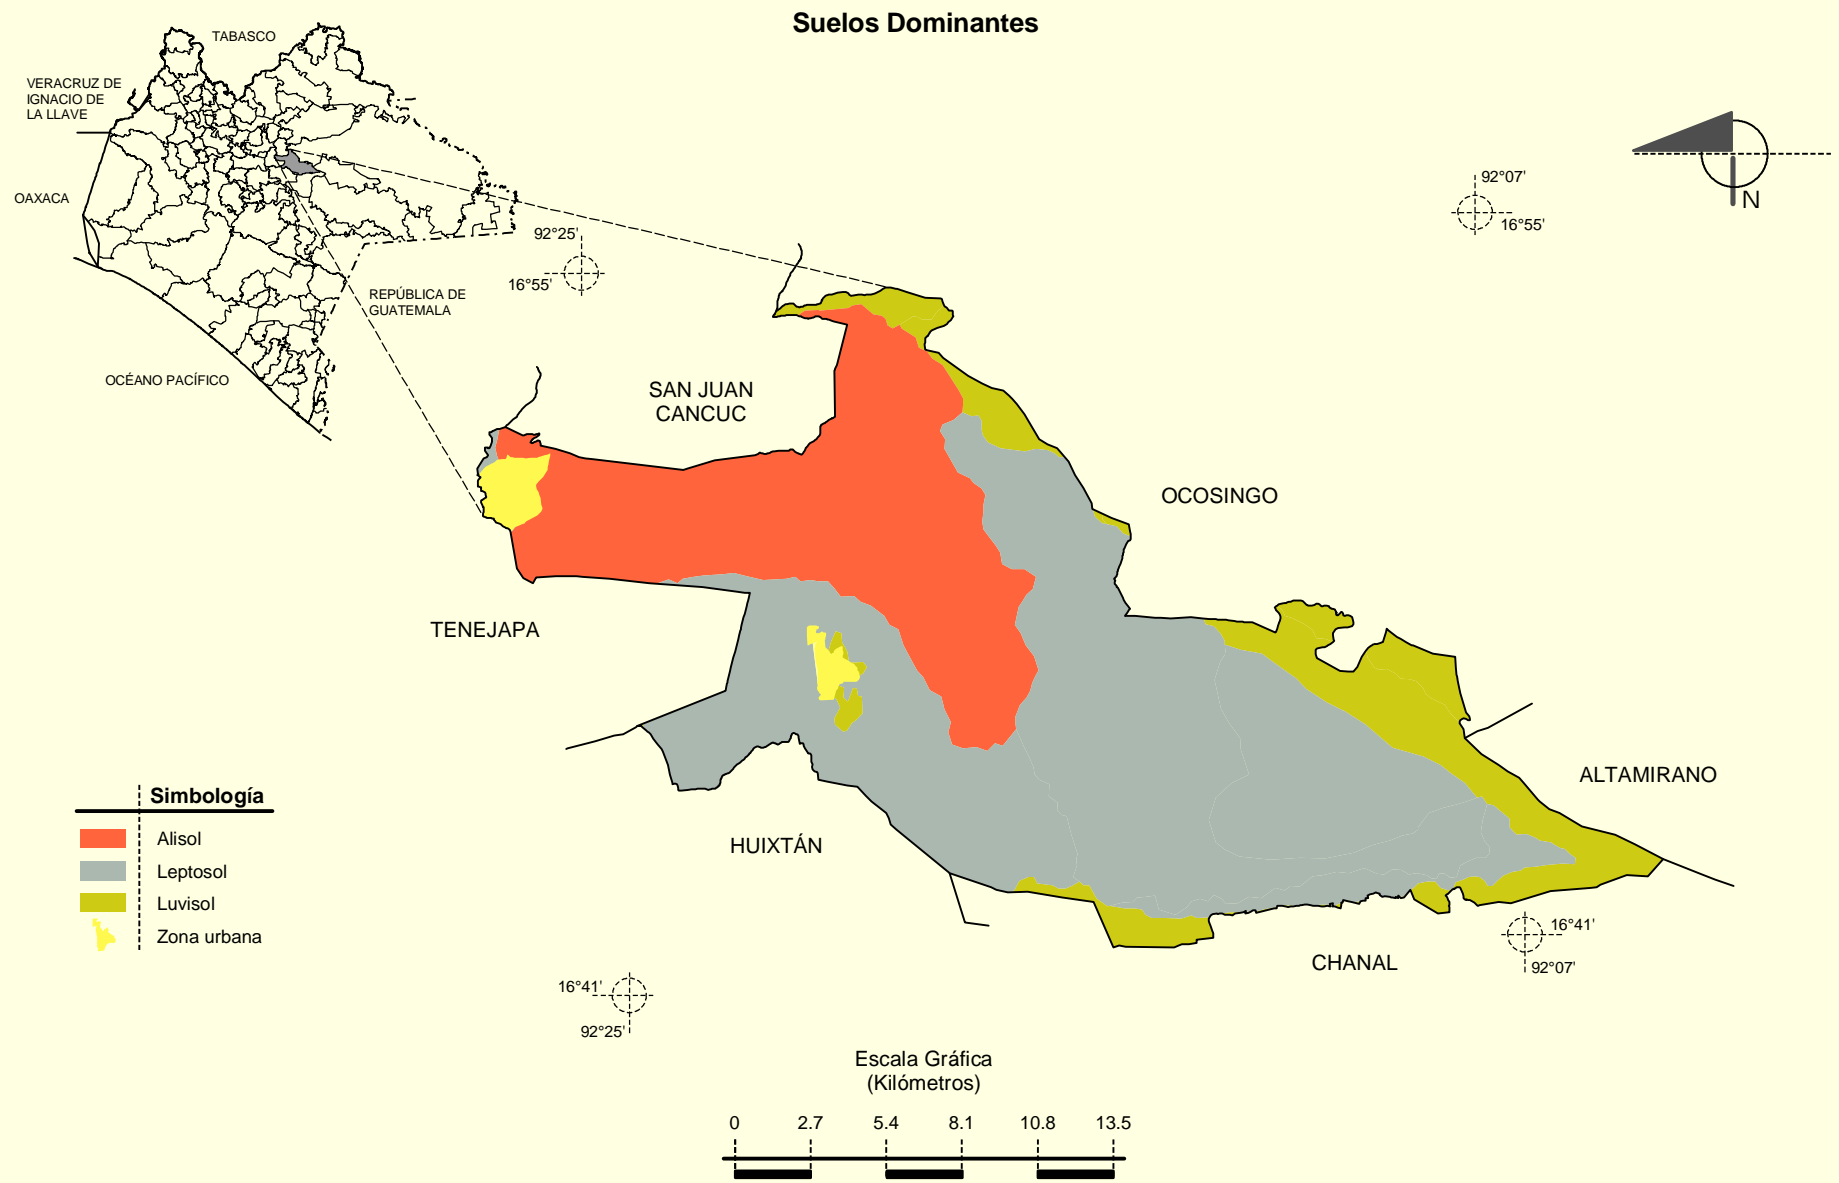 Suelos Dominantes
TABASCO
VERACRUZ DE
IGNACIO DE
LA LLAVE
OAXACA
REPÚBLICA DE
GUATEMALA
OCÉANO PACÍFICO
92°25'
16°55'
92°07'
16°55'
N
SAN JUAN
CANCUC
OCOSINGO
TENEJAPA
ALTAMIRANO
HUIXTÁN
CHANAL
Simbología
Alisol
Leptosol
Luvisol
Zona urbana
16°41'
92°07'
16°41'
92°25'
Escala Gráfica
(Kilómetros)
0 2.7 5.4 8.1 10.8 13.5